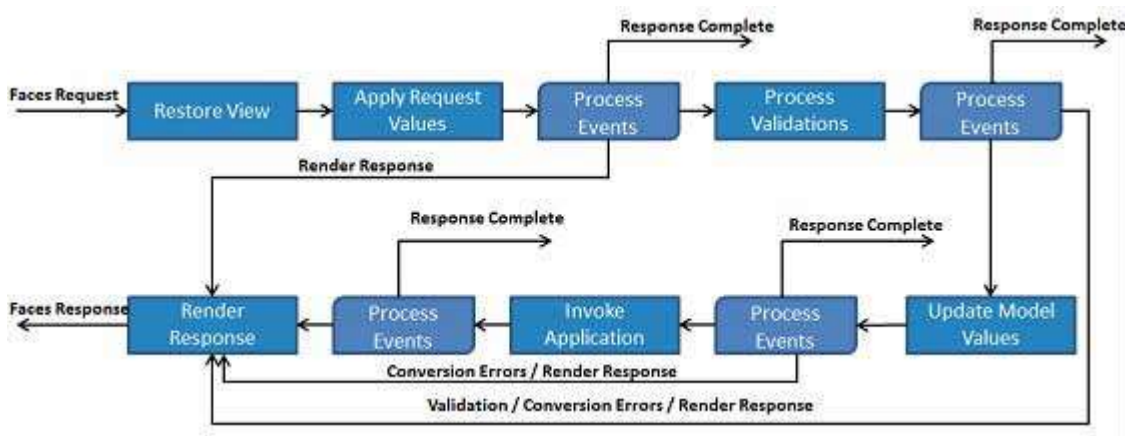 Response Complete
Response Complete
Faces Request
Restore View
Apply Request
Values
Process
Events
Process
Validations
Process
Events
Render Response
Response Complete
Response Complete
Faces Response
Render
Response
Process
Events
Invoke
Application
Process
Events
Update Model
Values
Conversion Errors / Render Response
Validation / Conversion Errors / Render Response